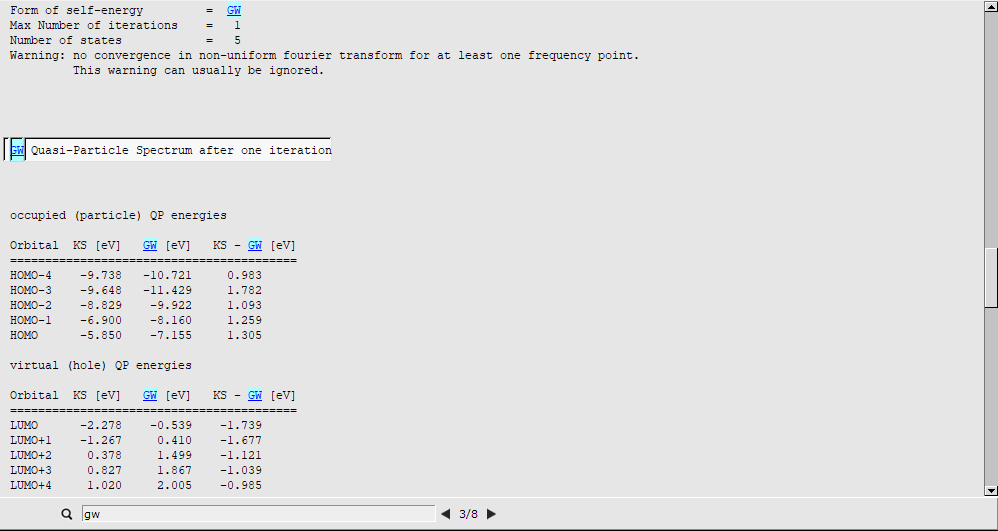 Form of self-energy         =  GW
Max Number of iterations    =   1
Number of states            =   5
Warning: no convergence in non-uniform fourier transform for at least one frequency point.
         This warning can usually be ignored.
GW Quasi-Particle Spectrum after one iteration
occupied (particle) QP energies
Orbital  KS [eV]   GW [eV]   KS - GW [eV]
=========================================
HOMO-4    -9.738   -10.721     0.983
HOMO-3    -9.648   -11.429     1.782
HOMO-2    -8.829    -9.922     1.093
HOMO-1    -6.900    -8.160     1.259
HOMO      -5.850    -7.155     1.305
virtual (hole) QP energies
Orbital  KS [eV]   GW [eV]   KS - GW [eV]
=========================================
LUMO      -2.278    -0.539    -1.739
LUMO+1    -1.267     0.410    -1.677
LUMO+2     0.378     1.499    -1.121
LUMO+3     0.827     1.867    -1.039
LUMO+4     1.020     2.005    -0.985
gw 3/8